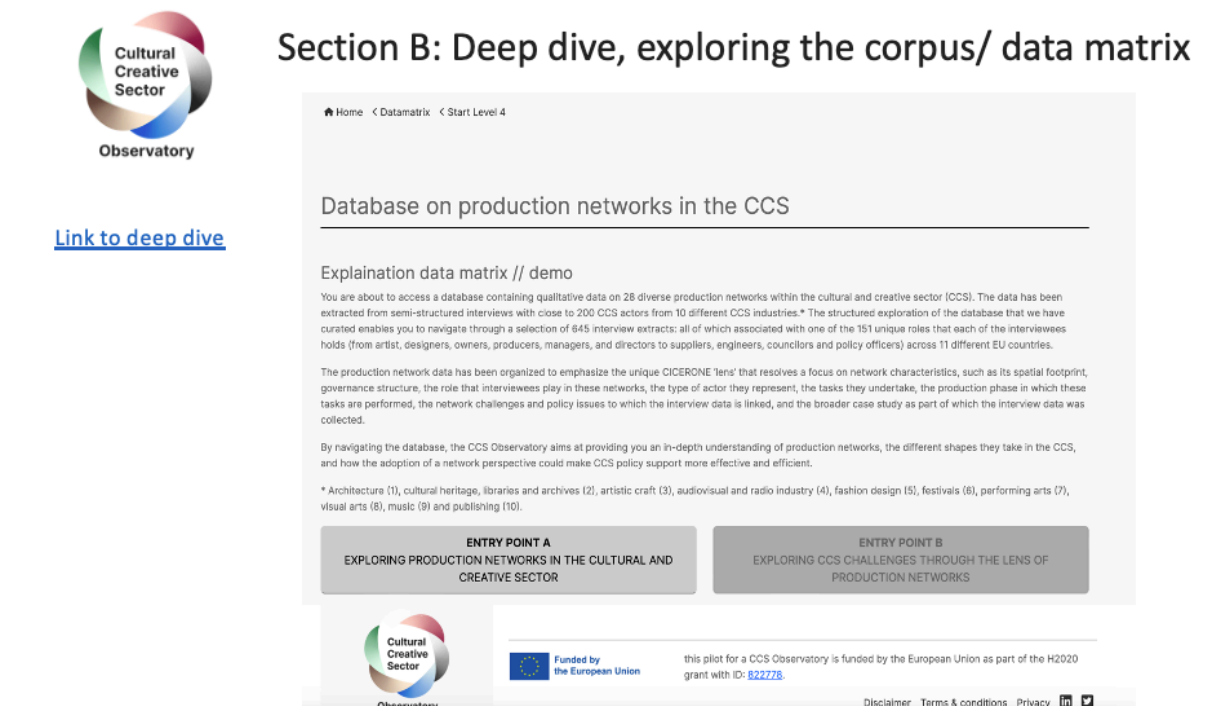 Cultural
Creative
Sector
Observatory
Section B: Deep dive, exploring the corpus/ data matrix
Link to deep dive
Home < Datamatrix < Start Level 4
Database on production networks in the CCS
Explaination data matrix // demo
You are about to access a database containing qualitative data on 28 diverse production networks within the cultural and creative sector (CCS). The data has been
extracted from semi-structured interviews with close to 200 CCS actors from 10 different CCS industries.* The structured exploration of the database that we have
curated enables you to navigate through a selection of 645 interview extracts: all of which associated with one of the 151 unique roles that each of the interviewees
holds (from artist, designers, owners, producers, managers, and directors to suppliers, engineers, councilors and policy officers) across 11 different EU countries.
The production network data has been organized to emphasize the unique CICERONE 'lens' that resolves a focus on network characteristics, such as its spatial footprint,
governance structure, the role that interviewees play in these networks, the type of actor they represent, the tasks they undertake, the production phase in which these
tasks are performed, the network challenges and policy issues to which the interview data is linked, and the broader case study as part of which the interview data was
collected.
By navigating the database, the CCS Observatory aims at providing you an in-depth understanding of production networks, the different shapes they take in the CCS,
and how the adoption of a network perspective could make CCS policy support more effective and efficient.
* Architecture (1), cultural heritage, libraries and archives (2), artistic craft (3), audiovisual and radio industry (4), fashion design (5), festivals (6), performing arts (7),
visual arts (8), music (9) and publishing (10).
ENTRY POINT A
EXPLORING PRODUCTION NETWORKS IN THE CULTURAL AND
CREATIVE SECTOR
ENTRY POINT B
EXPLORING CCS CHALLENGES THROUGH THE LENS OF
PRODUCTION NETWORKS
Cultural
Creative
Sector
Observatory
Funded by
the European Union
this pilot for a CCS Observatory is funded by the European Union as part of the H2020
grant with ID: 822778.
Disclaimer Terms & conditions Privacy in